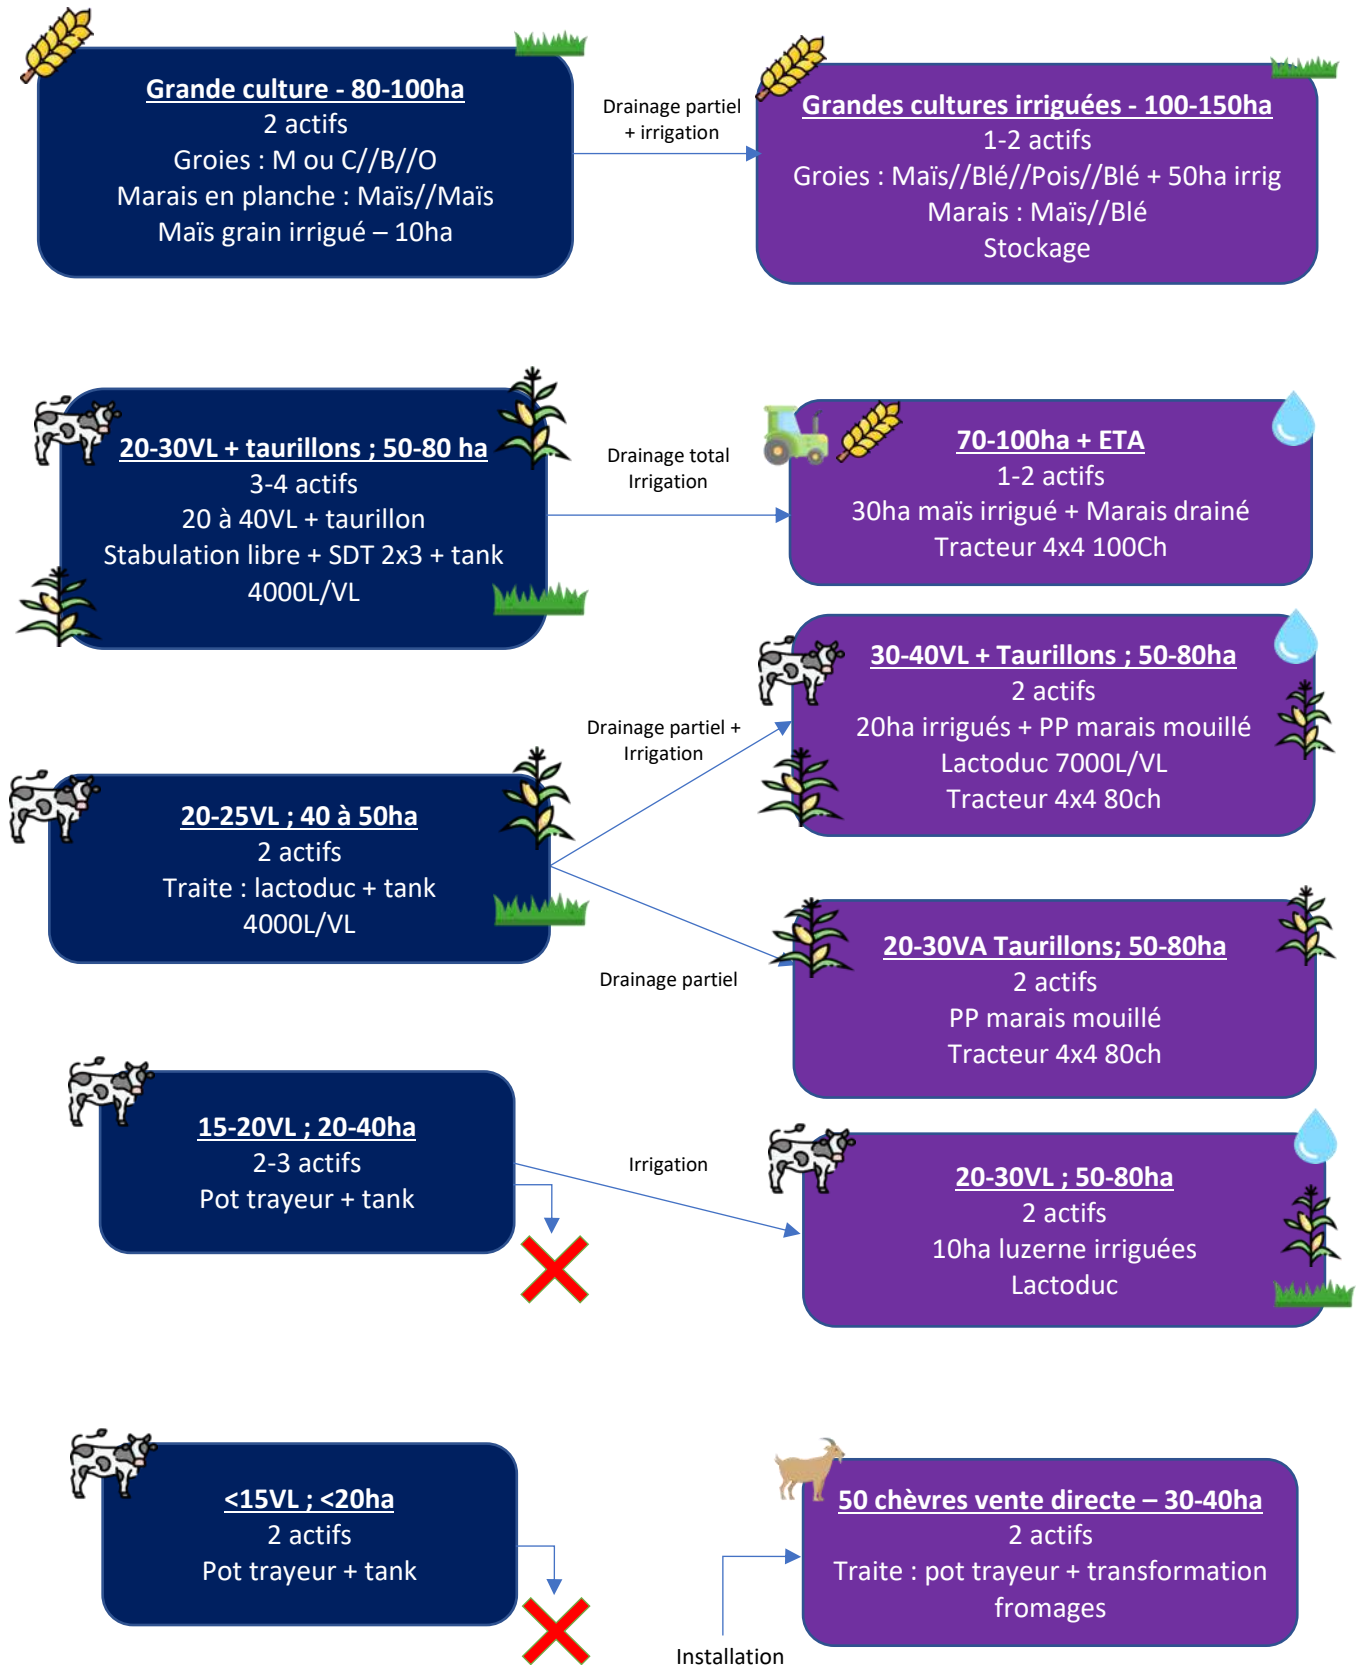 Grande culture - 80-100ha
2 actifs
Groies : M ou C//B//O
Marais en planche : Maïs//Maïs
Maïs grain irrigué – 10ha
Drainage partiel
+ irrigation
Grandes cultures irriguées - 100-150ha
1-2 actifs
Groies : Maïs//Blé//Pois//Blé + 50ha irrig
Marais : Maïs//Blé
Stockage
20-30VL + taurillons ; 50-80 ha
3-4 actifs
20 à 40VL + taurillon
Stabulation libre + SDT 2x3 + tank
4000L/VL
Drainage total
Irrigation
70-100ha + ETA
1-2 actifs
30ha maïs irrigué + Marais drainé
Tracteur 4x4 100Ch
20-25VL ; 40 à 50ha
2 actifs
Traite : lactoduc + tank
4000L/VL
Drainage partiel +
Irrigation
30-40VL + Taurillons ; 50-80ha
2 actifs
20ha irrigués + PP marais mouillé
Lactoduc 7000L/VL
Tracteur 4x4 80ch
Drainage partiel
20-30VA Taurillons; 50-80ha
2 actifs
PP marais mouillé
Tracteur 4x4 80ch
15-20VL ; 20-40ha
2-3 actifs
Pot trayeur + tank
Irrigation
20-30VL ; 50-80ha
2 actifs
10ha luzerne irriguées
Lactoduc
<15VL ; <20ha
2 actifs
Pot trayeur + tank
Installation
50 chèvres vente directe – 30-40ha
2 actifs
Traite : pot trayeur + transformation
fromages